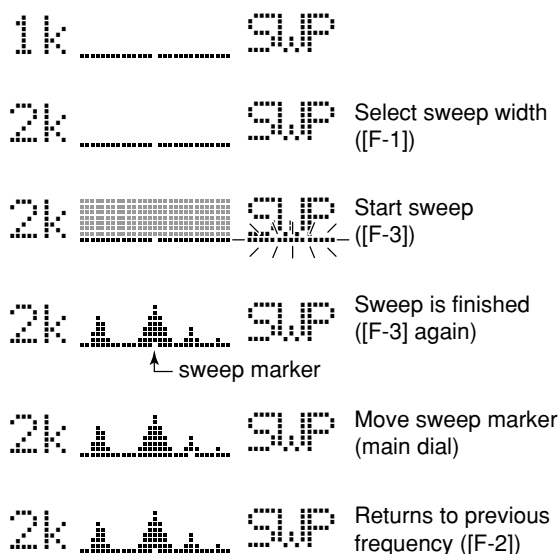 1k SWP
2k SWP Select sweep width
([F-1])
2k SWP Start sweep
([F-3])
2k SWP Sweep is finished
([F-3] again)
sweep marker
2k SWP Move sweep marker
(main dial)
2k SWP Returns to previous
frequency ([F-2])